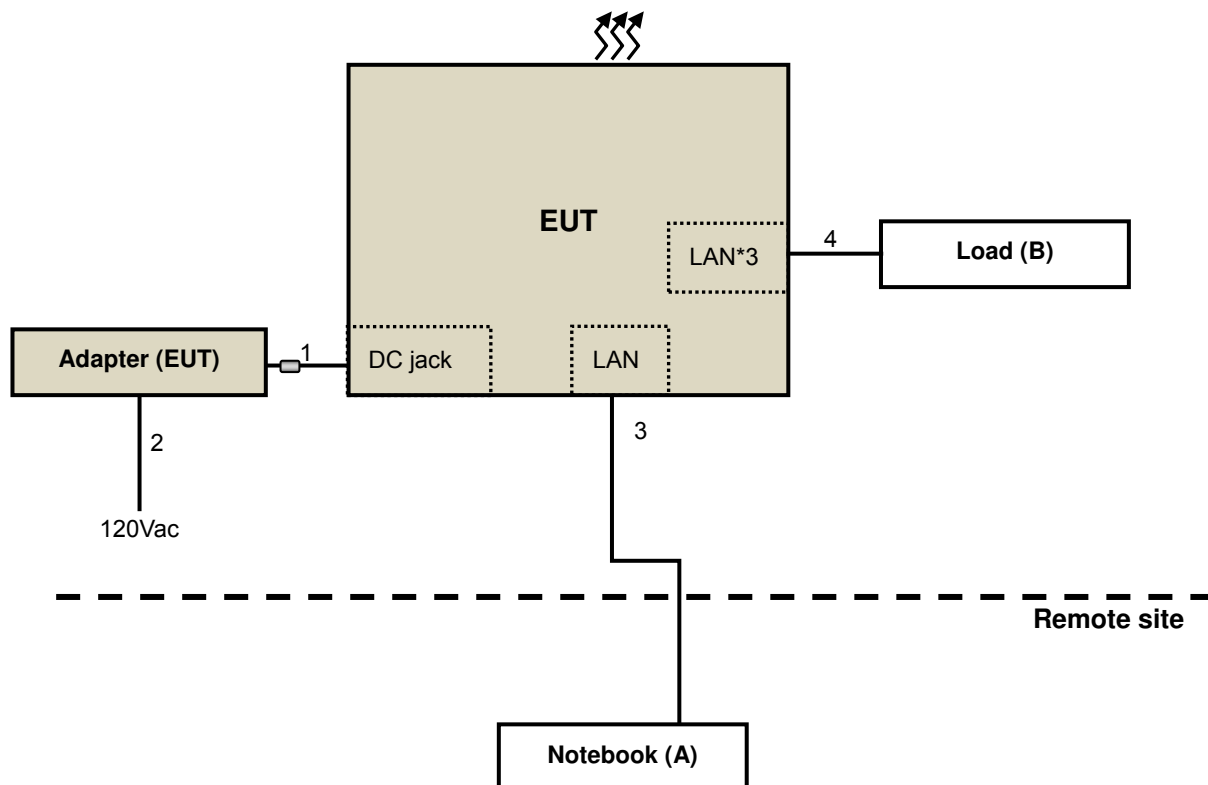 EUT
LAN*3
4
Load (B)
Adapter (EUT)
1
DC jack
LAN
2
3
120Vac
Remote site
Notebook (A)